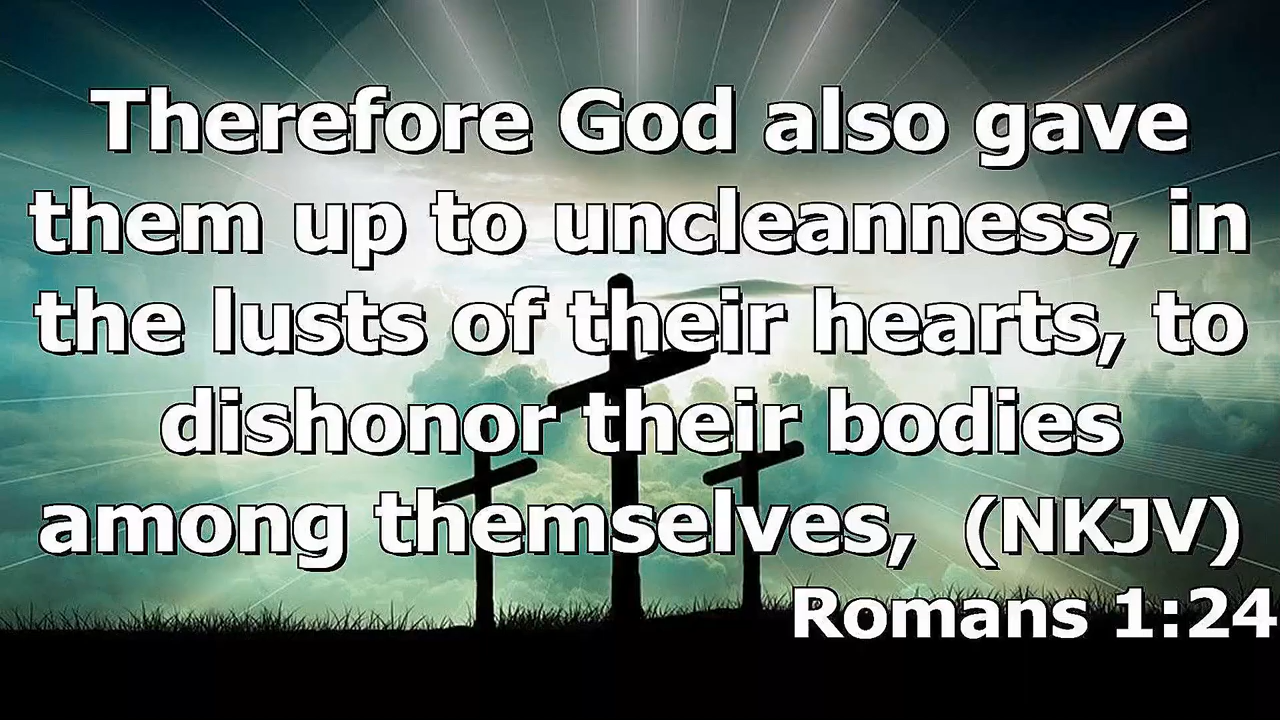 Therefore God also gave
them up to uncleanness, in
the lusts of their hearts, to
dishonor their bodies
among themselves, (NKJV)
Romans 1:24